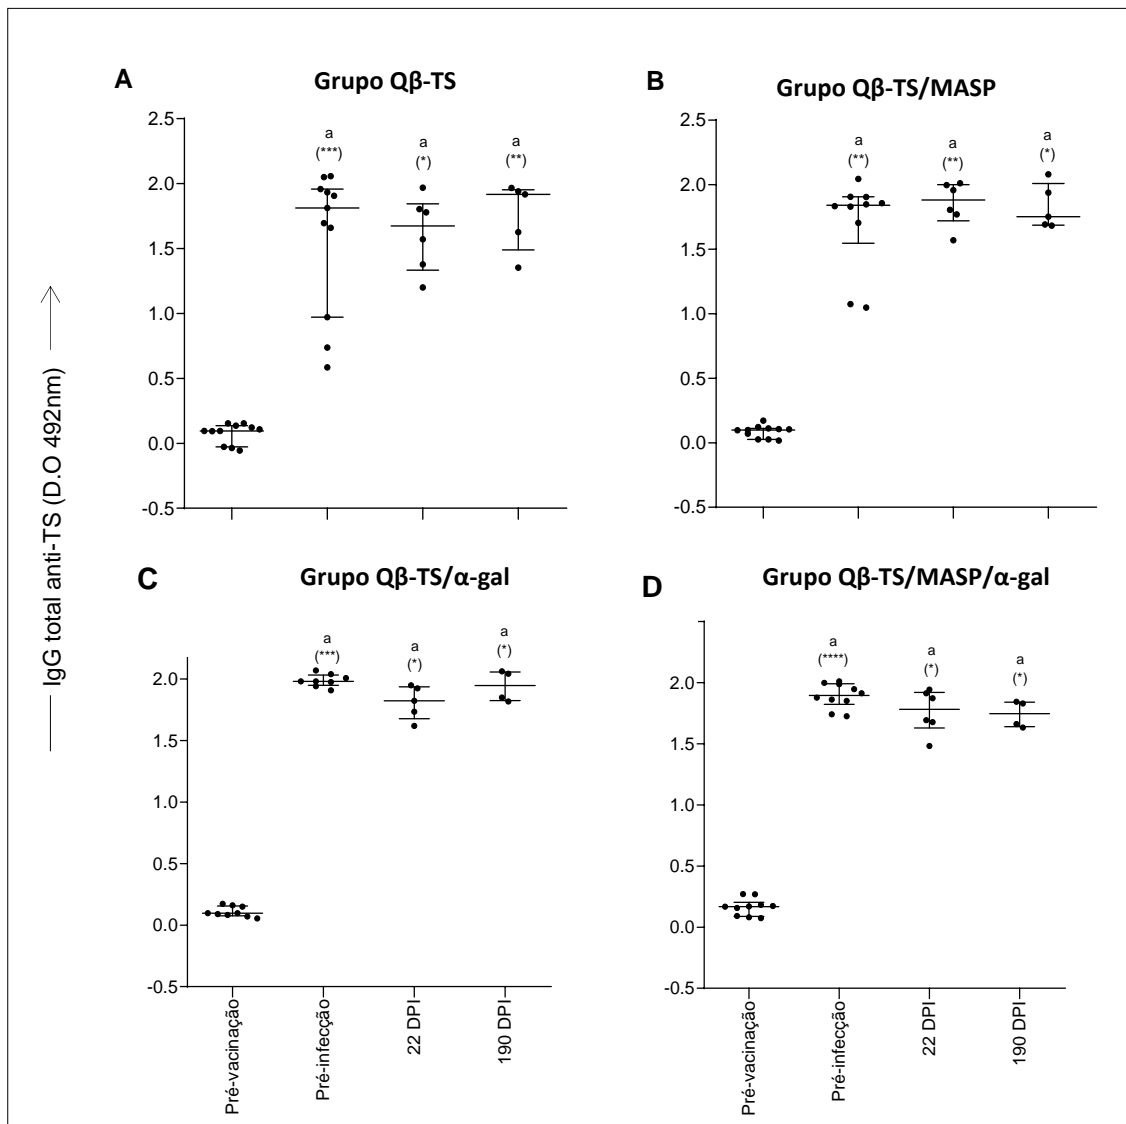 IgG total anti-TS (D.O 492nm)
A
Grupo Qβ-TS
2.5
2.0
1.5
1.0
0.5
0.0
-0.5
a
(***)
a
(*)
a
(**)
B
Grupo Qβ-TS/MASP
2.5
2.0
1.5
1.0
0.5
0.0
-0.5
a
(**)
a
(**)
a
(*)
C
Grupo Qβ-TS/α-gal
2.0
1.5
1.0
0.5
0.0
-0.5
a
(***)
a
(*)
a
(*)
Pré-vacinação
Pré-infecção
22 DPI
190 DPI
D
Grupo Qβ-TS/MASP/α-gal
2.0
1.5
1.0
0.5
0.0
-0.5
a
(****)
a
(*)
a
(*)
Pré-vacinação
Pré-infecção
22 DPI
190 DPI